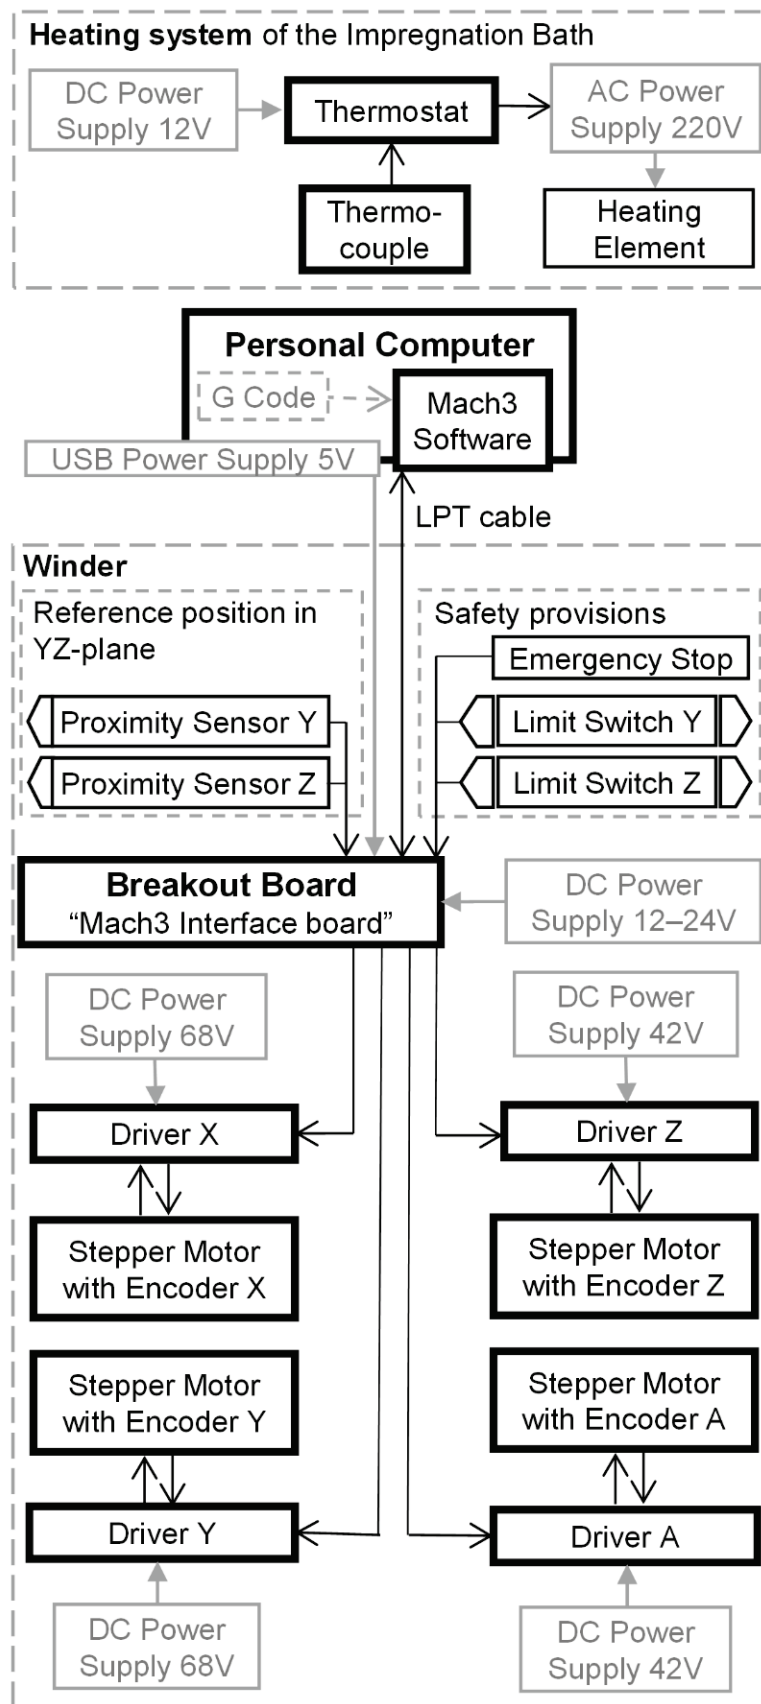 Heating system of the Impregnation Bath
DC Power
Supply 12V
Thermostat
AC Power
Supply 220V
Thermo-
couple
Heating
Element
Personal Computer
G Code
Mach3
Software
USB Power Supply 5V
LPT cable
Winder
Reference position in
YZ-plane
Proximity Sensor Y
Proximity Sensor Z
Safety provisions
Emergency Stop
Limit Switch Y
Limit Switch Z
Breakout Board
“Mach3 Interface board”
DC Power
Supply 12–24V
DC Power
Supply 68V
DC Power
Supply 42V
Driver X
Driver Z
Stepper Motor
with Encoder X
Stepper Motor
with Encoder Z
Stepper Motor
with Encoder Y
Stepper Motor
with Encoder A
Driver Y
Driver A
DC Power
Supply 68V
DC Power
Supply 42V